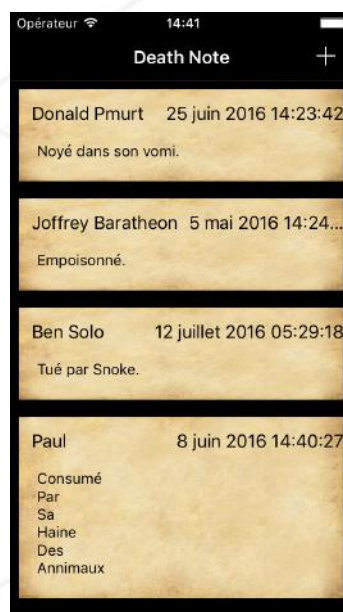 Opérateur 14:41
Death Note +
Donald Pmurt 25 juin 2016 14:23:42
Noyé dans son vomi.
Joffrey Baratheon 5 mai 2016 14:24...
Empoisonné.
Ben Solo 12 juillet 2016 05:29:18
Tué par Snoke.
Paul 8 juin 2016 14:40:27
Consumé
Par
Sa
Haine
Des
Annimaux